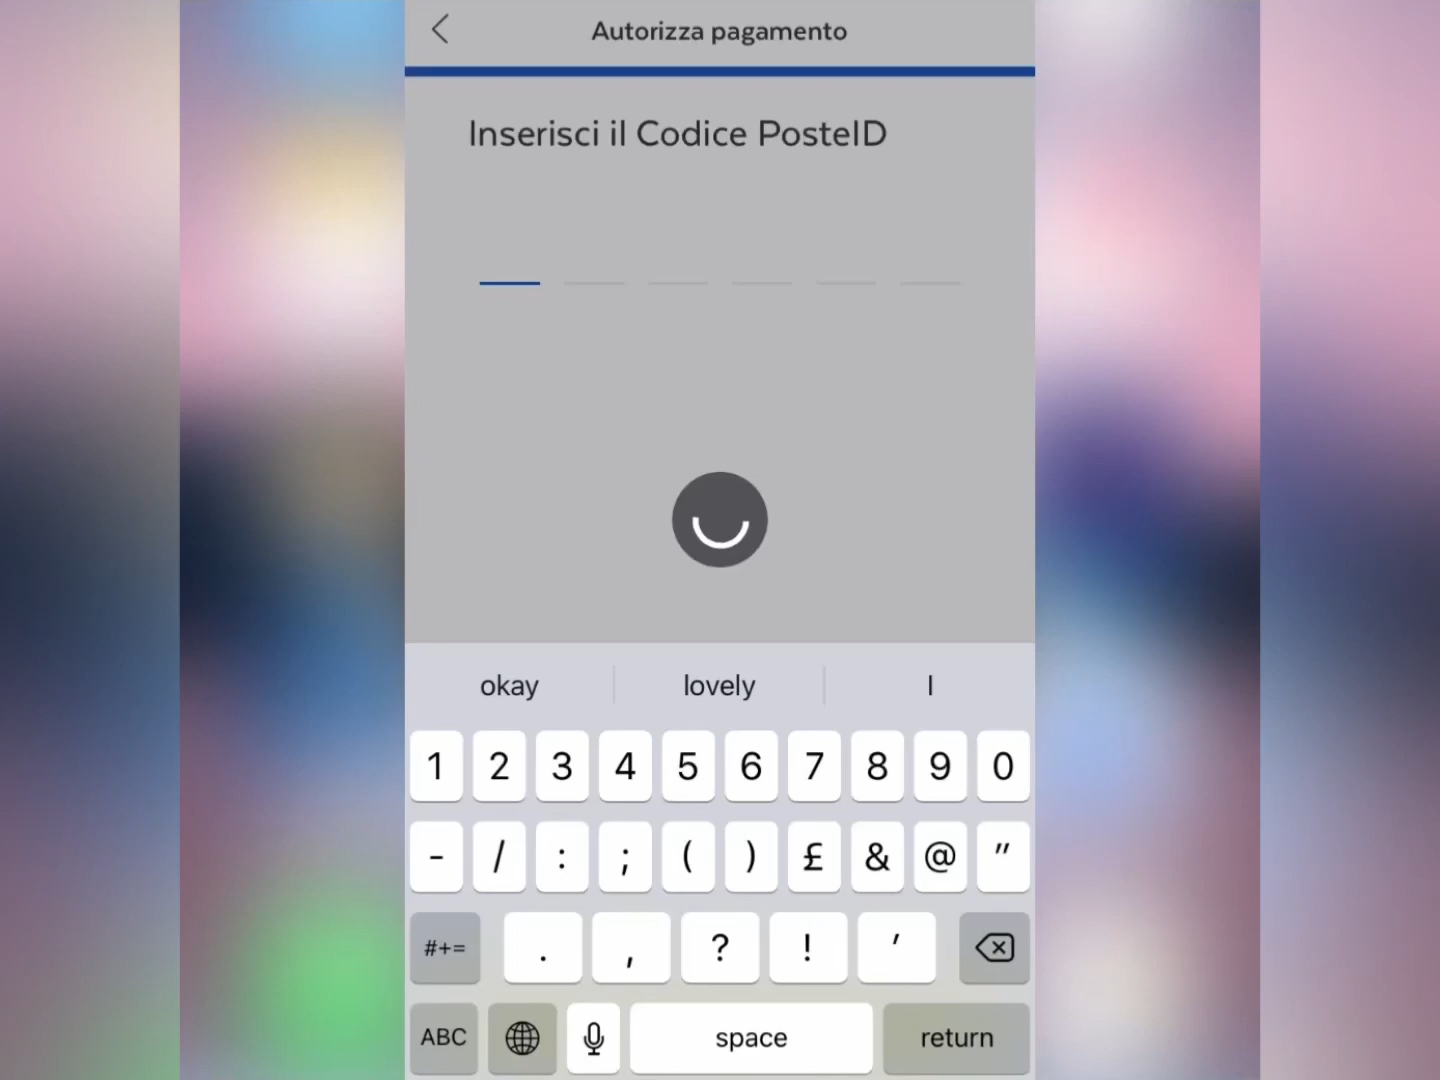 Autorizza pagamento
Inserisci il Codice PosteID
okay lovely I
1 2 3 4 5 6 7 8 9 0
- / : ; ( ) £ & @ "
#+= . , ? ! '
ABC space return